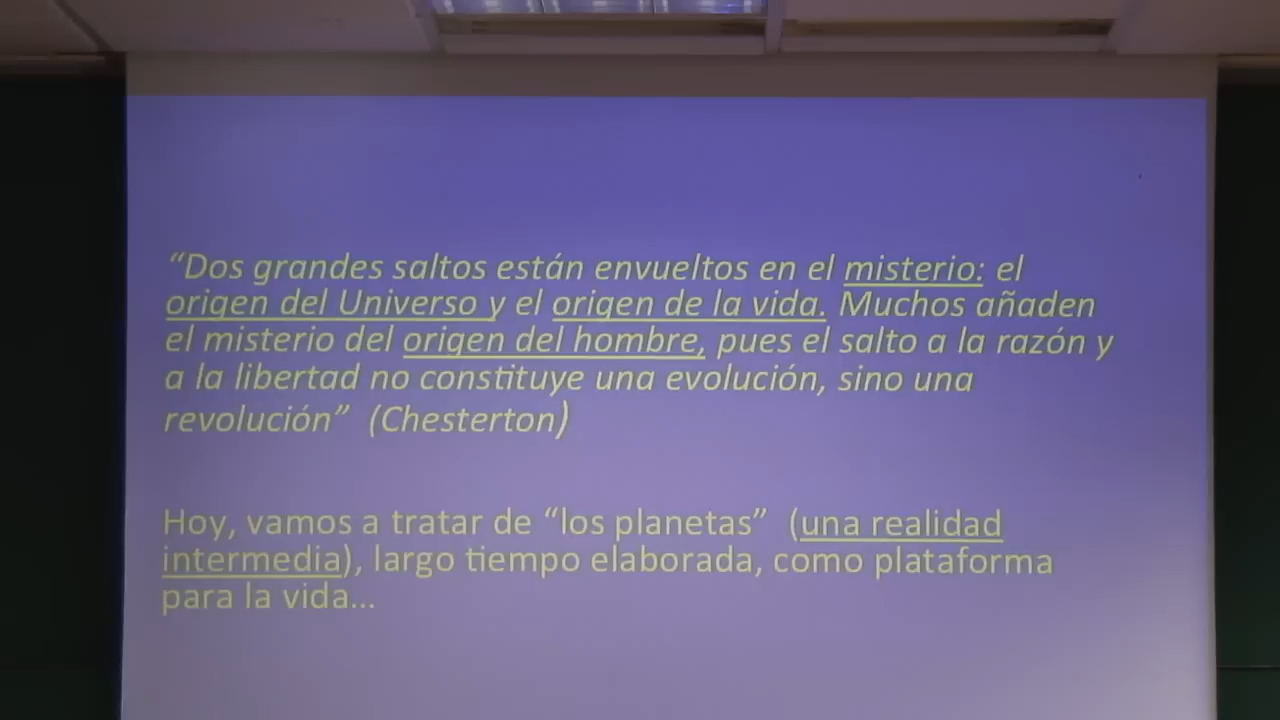 “Dos grandes saltos están envueltos en el misterio: el
origen del Universo y el origen de la vida. Muchos añaden
el misterio del origen del hombre, pues el salto a la razón y
a la libertad no constituye una evolución, sino una
revolución” (Chesterton)
Hoy, vamos a tratar de “los planetas” (una realidad
intermedia), largo tiempo elaborada, como plataforma
para la vida...